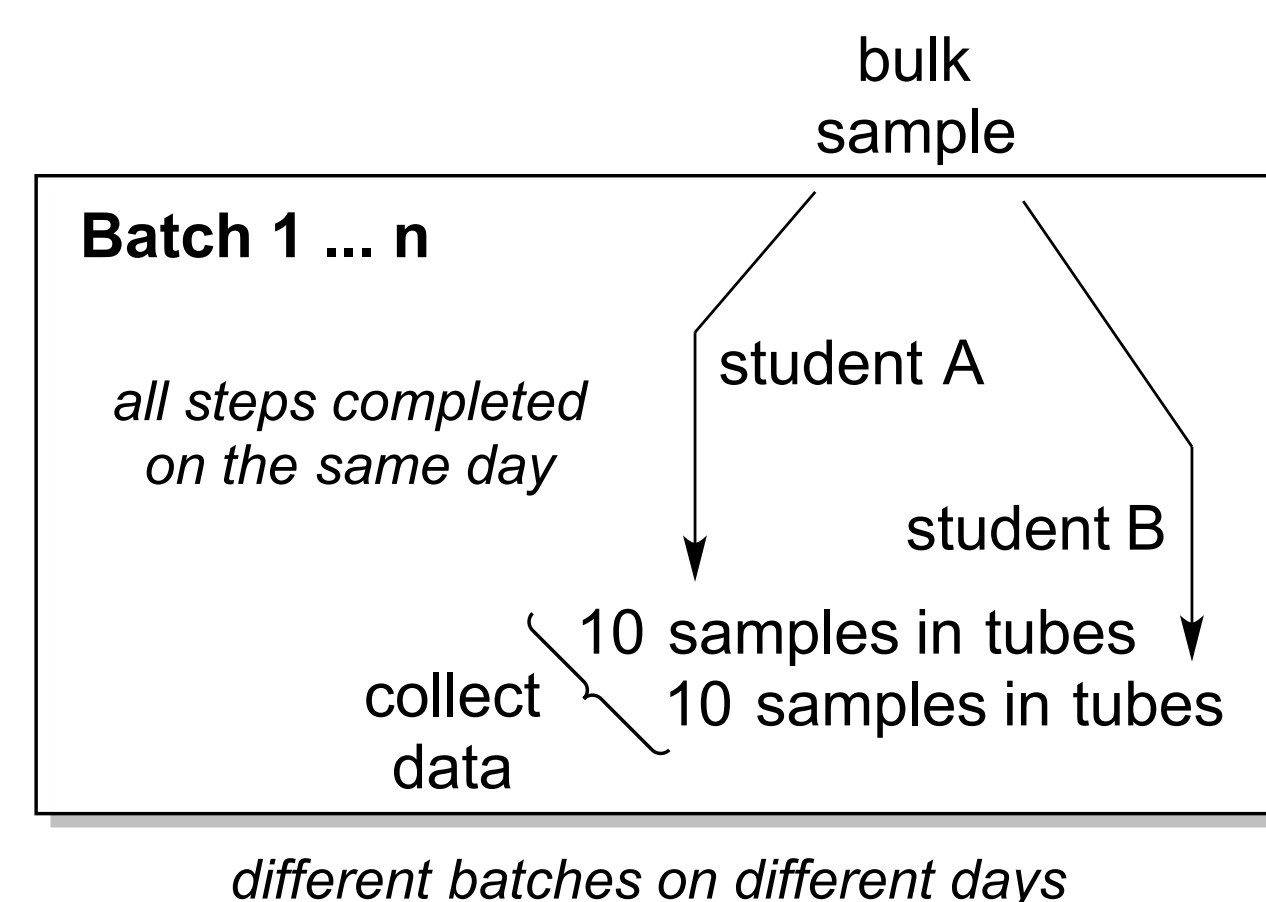 bulk
sample
Batch 1 ... n
student A
all steps completed
on the same day
student B
10 samples in tubes
10 samples in tubes
collect
data
different batches on different days